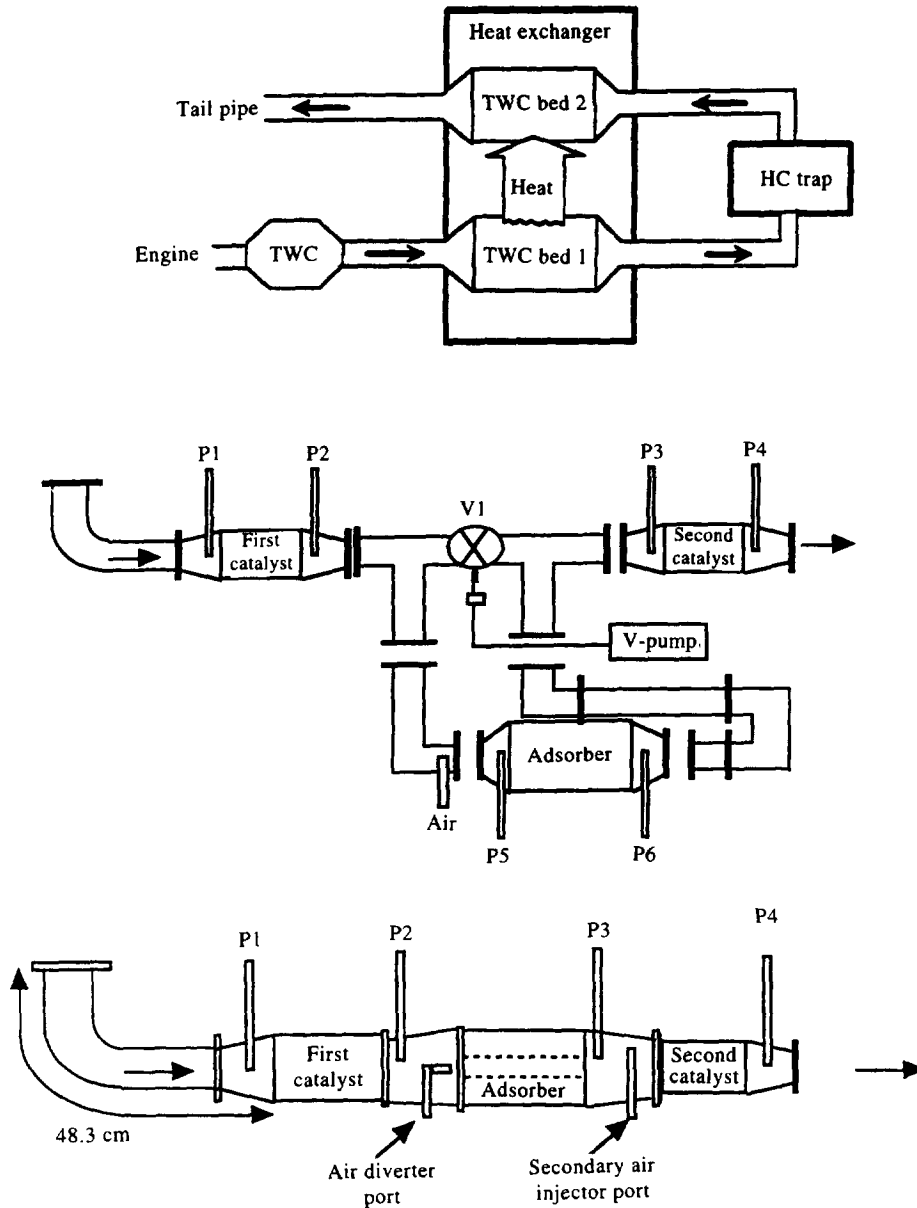 Heat exchanger
Tail pipe
TWC bed 2
Heat
HC trap
Engine
TWC
TWC bed 1
P1
P2
V1
P3
P4
First
catalyst
Second
catalyst
V-pump
Adsorber
Air
P5
P6
P1
P2
P3
P4
First
catalyst
Adsorber
Second
catalyst
48.3 cm
Air diverter
port
Secondary air
injector port